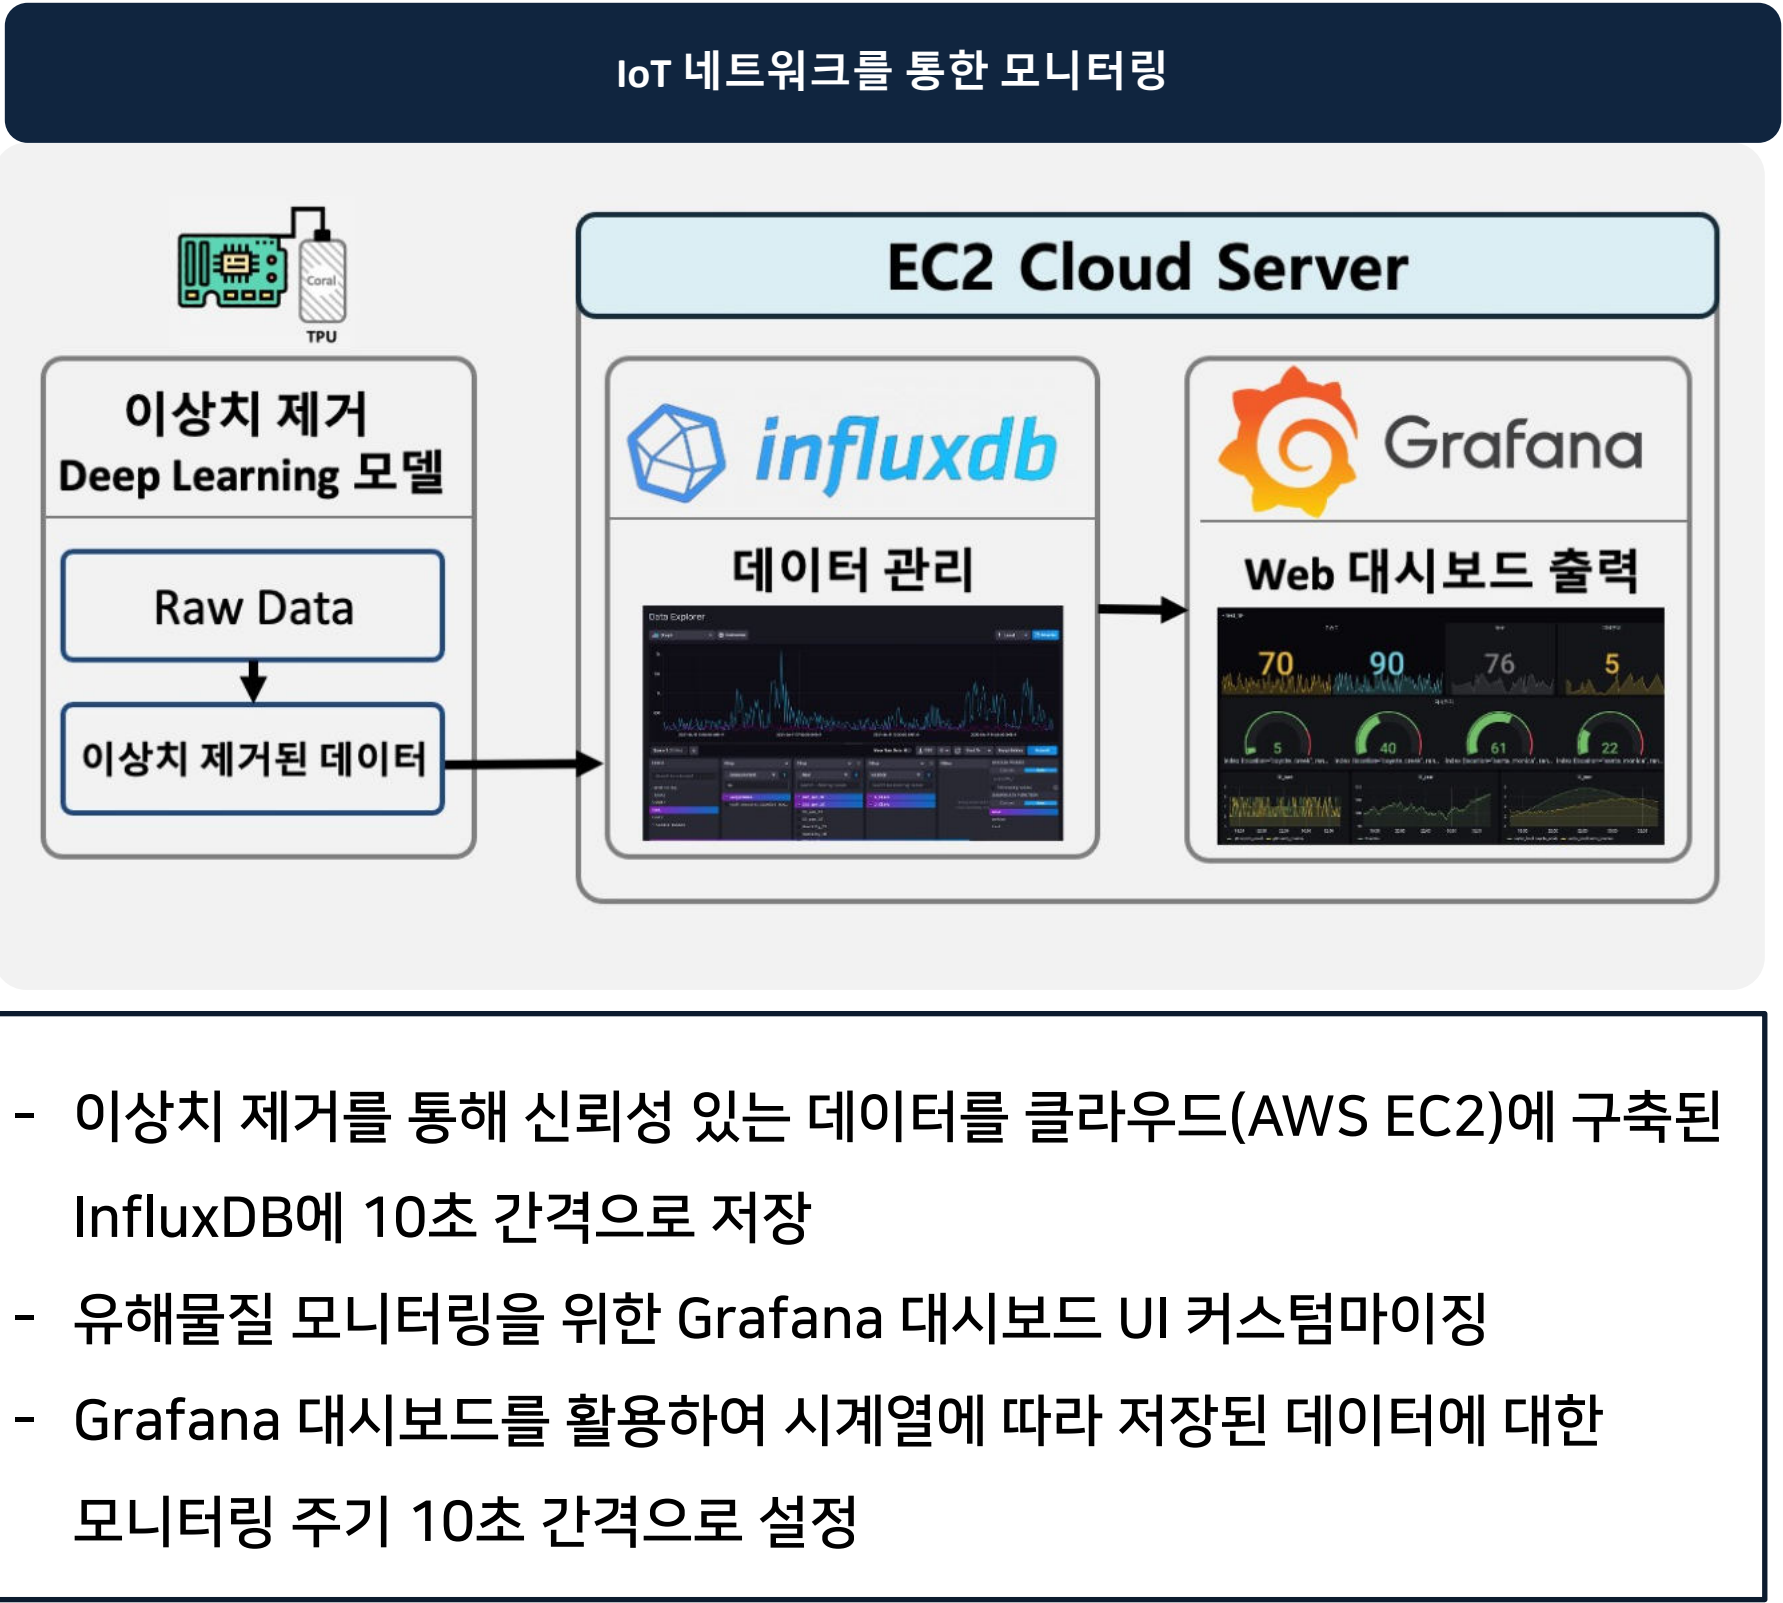 IoT 네트워크를 통한 모니터링
Coral
TPU
EC2 Cloud Server
이상치 제거
Deep Learning 모델
Raw Data
이상치 제거된 데이터
influxdb
데이터 관리
Data Explorer
Grafana
Web 대시보드 출력
70
90
76
5
5
40
61
22
- 이상치 제거를 통해 신뢰성 있는 데이터를 클라우드(AWS EC2)에 구축된
InfluxDB에 10초 간격으로 저장
- 유해물질 모니터링을 위한 Grafana 대시보드 UI 커스텀마이징
- Grafana 대시보드를 활용하여 시계열에 따라 저장된 데이터에 대한
모니터링 주기 10초 간격으로 설정